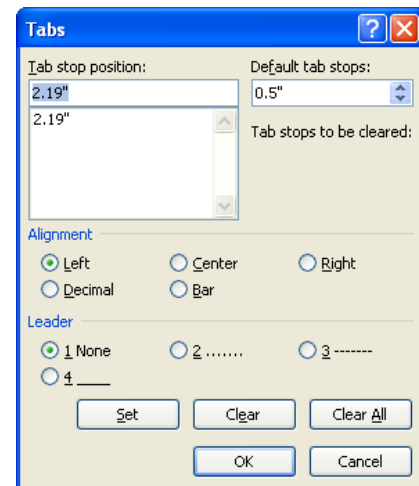 Tabs
Tab stop position: Default tab stops:
2.19" 0.5"
2.19" Tab stops to be cleared:
Alignment
Left Center Right
Decimal Bar
Leader
1 None 2 ....... 3 -------
4 ____
Set Clear Clear All
OK Cancel